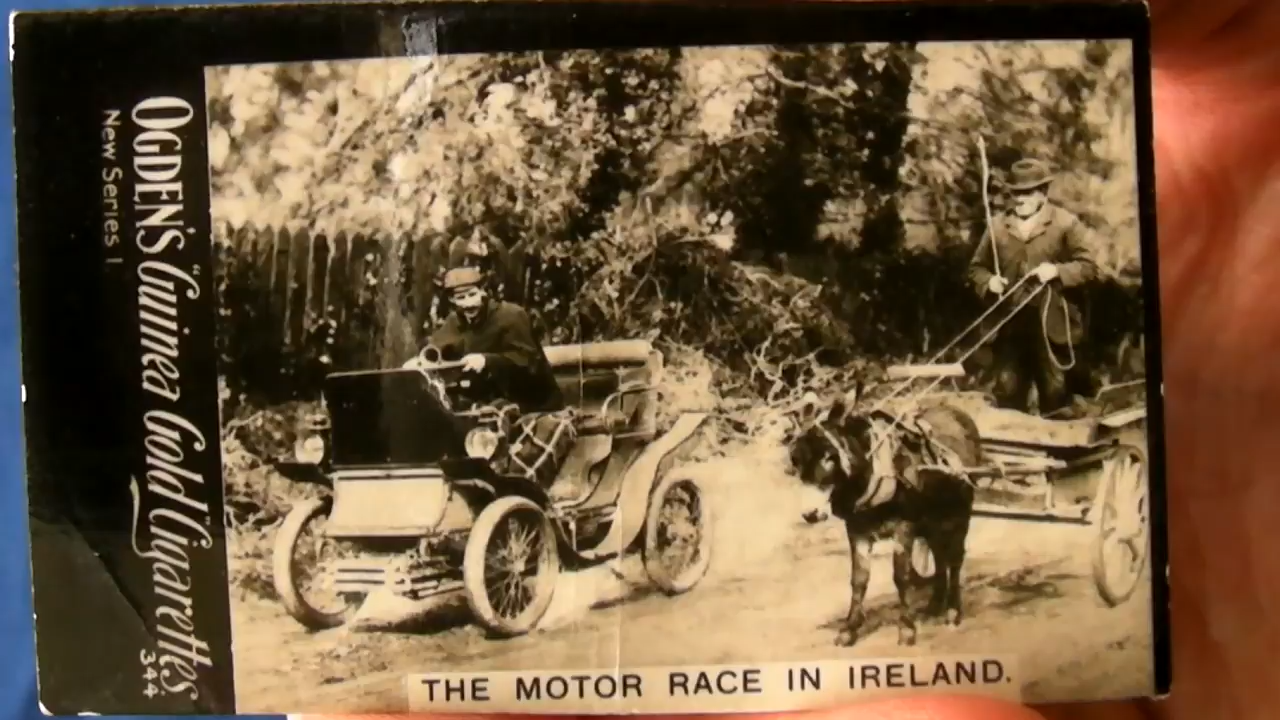 OGDEN'S "Guinea Gold" Cigarettes
New Series 1
344.
THE MOTOR RACE IN IRELAND.